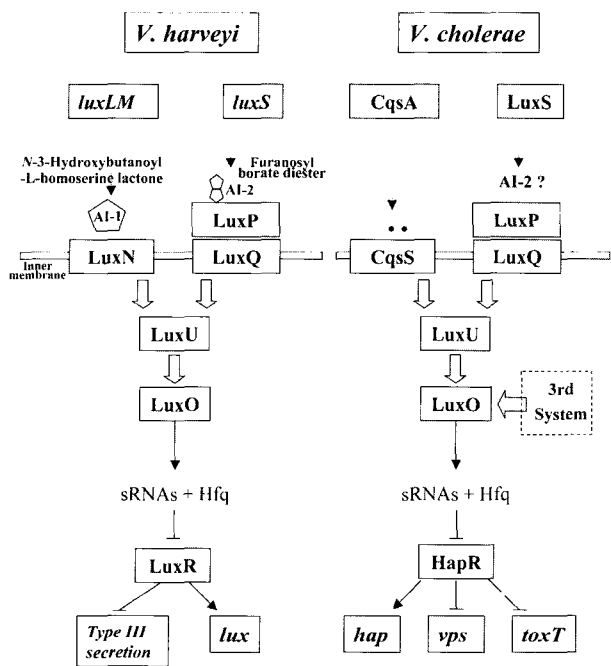 V. harveyi
V. cholerae
luxLM
luxS
CqsA
LuxS
N-3-Hydroxybutanoyl
-L-homoserine lactone
Furanosyl
borate diester
AI-1
AI-2
AI-2 ?
LuxP
LuxP
Inner
membrane
LuxN
LuxQ
CqsS
LuxQ
LuxU
LuxU
LuxO
LuxO
3rd
System
sRNAs + Hfq
sRNAs + Hfq
LuxR
HapR
Type III
secretion
lux
hap
vps
toxT